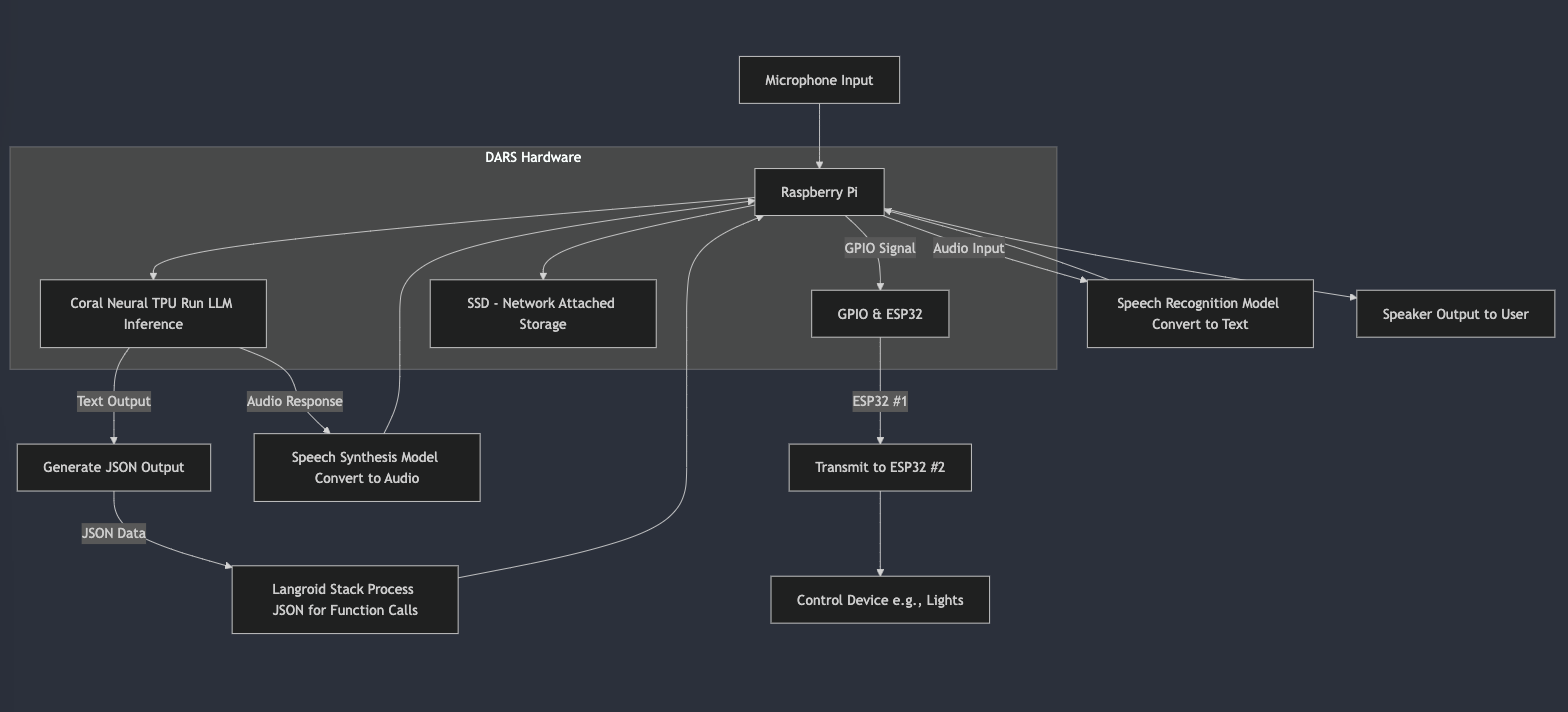 Microphone Input
DARS Hardware
Raspberry Pi
GPIO Signal
Audio Input
Coral Neural TPU Run LLM
Inference
SSD - Network Attached
Storage
GPIO & ESP32
Speech Recognition Model
Convert to Text
Speaker Output to User
Text Output
Audio Response
ESP32 #1
Generate JSON Output
Speech Synthesis Model
Convert to Audio
Transmit to ESP32 #2
JSON Data
Langroid Stack Process
JSON for Function Calls
Control Device e.g., Lights